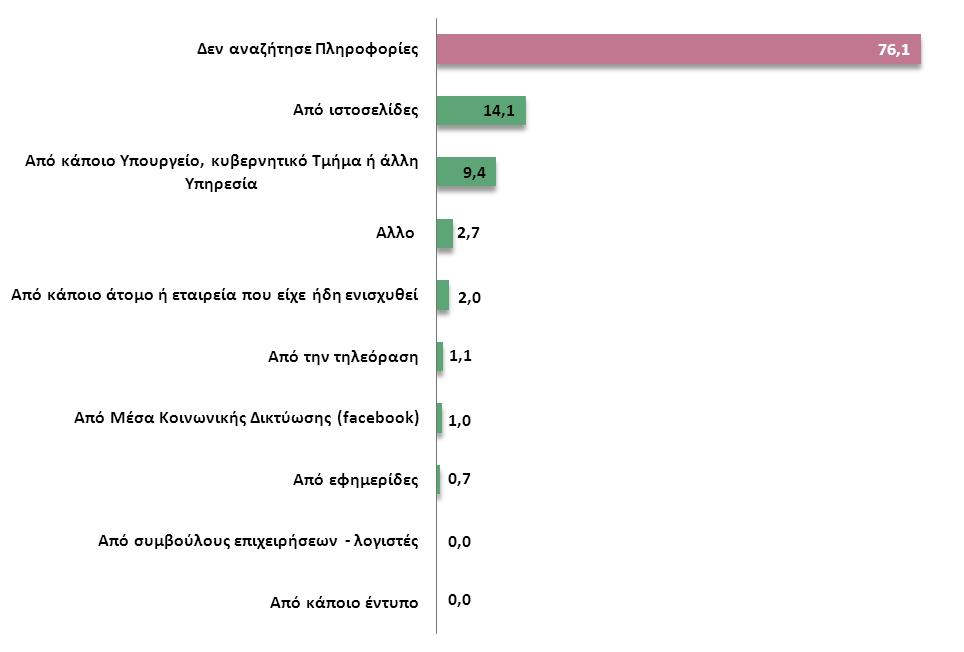 Δεν αναζήτησε Πληροφορίες
76,1
Από ιστοσελίδες
14,1
Από κάποιο Υπουργείο, κυβερνητικό Τμήμα ή άλλη
Υπηρεσία
9,4
Αλλο
2,7
Από κάποιο άτομο ή εταιρεία που είχε ήδη ενισχυθεί
2,0
Από την τηλεόραση
1,1
Από Μέσα Κοινωνικής Δικτύωσης (facebook)
1,0
Από εφημερίδες
0,7
Από συμβούλους επιχειρήσεων - λογιστές
0,0
Από κάποιο έντυπο
0,0